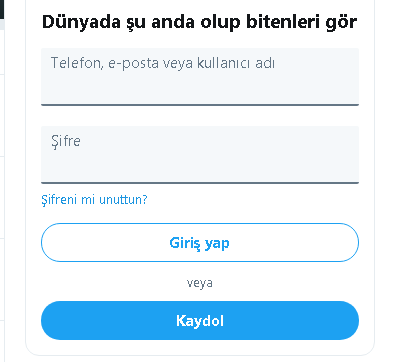 Dünyada şu anda olup bitenleri gör
Telefon, e-posta veya kullanıcı adı
Şifre
Şifreni mi unuttun?
Giriş yap
veya
Kaydol